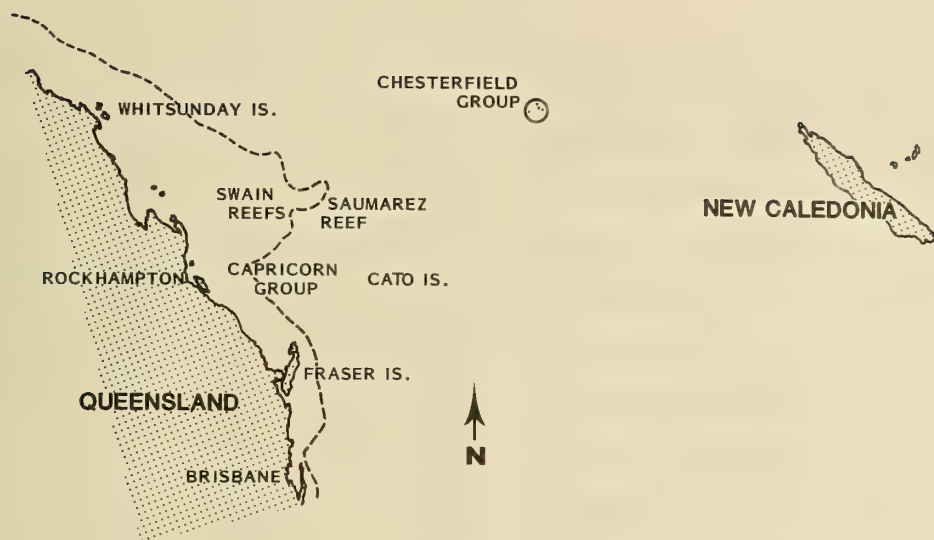 CHESTERFIELD
GROUP
WHITSUNDAY IS.
SWAIN
REEFS
SAUMAREZ
REEF
NEW CALEDONIA
ROCKHAMPTON
CAPRICORN
GROUP
CATO IS.
FRASER IS.
QUEENSLAND
N
BRISBANE